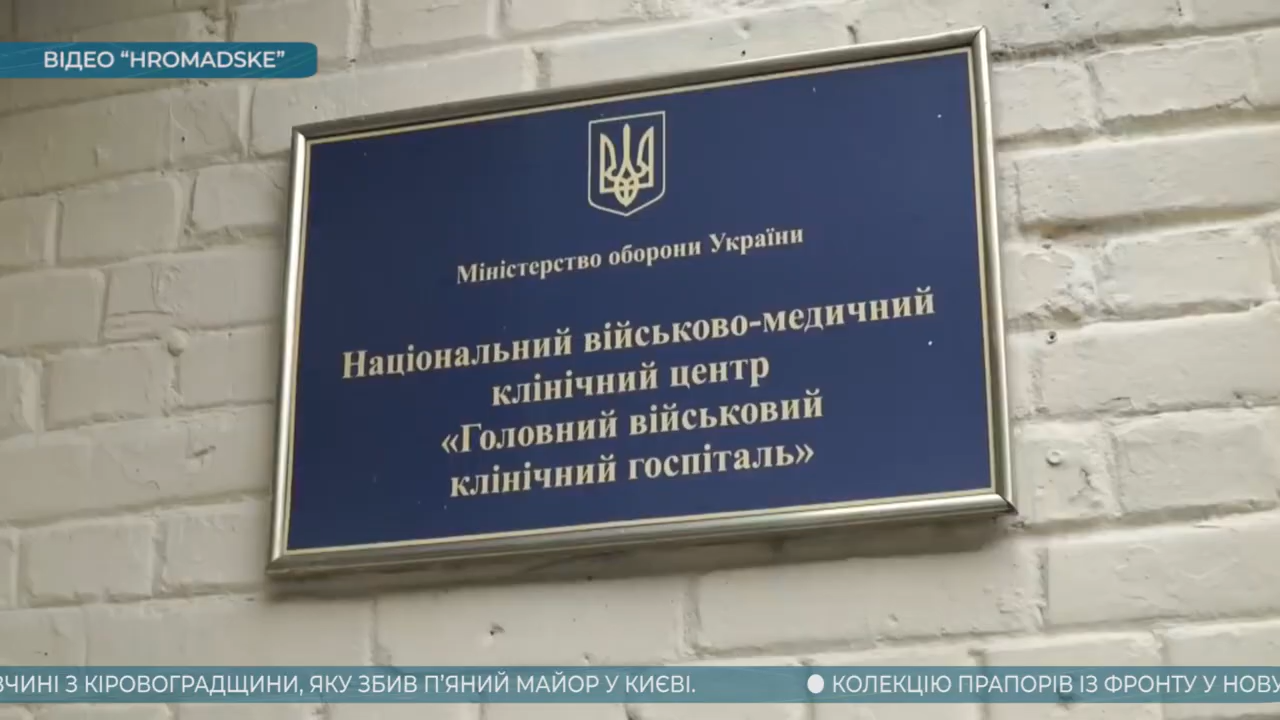 ВІДЕО “HROMADSKE”
Міністерство оборони України
Національний військово-медичний
клінічний центр
«Головний військовий
клінічний госпіталь»
ВЧИНІ З КІРОВОГРАДЩИНИ, ЯКУ ЗБИВ П’ЯНИЙ МАЙОР У КИЄВІ. ● КОЛЕКЦІЮ ПРАПОРІВ ІЗ ФРОНТУ У НОВУ